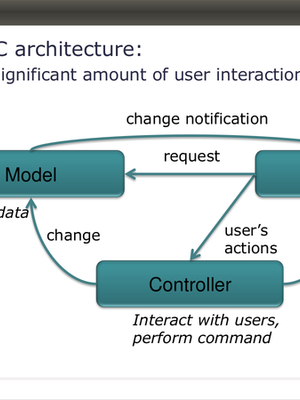 C architecture:
ignificant amount of user interaction
change notification
request
Model
data
user's
actions
change
Controller
Interact with users,
perform command